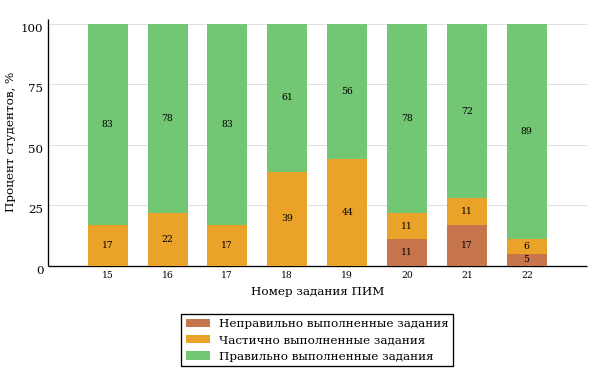 100
75
50
25
0
Процент студентов, %
83 78 83 61 56 78 72 89
17 22 17 39 44 11 11 6
11 17 5
15 16 17 18 19 20 21 22
Номер задания ПИМ
Неправильно выполненные задания
Частично выполненные задания
Правильно выполненные задания